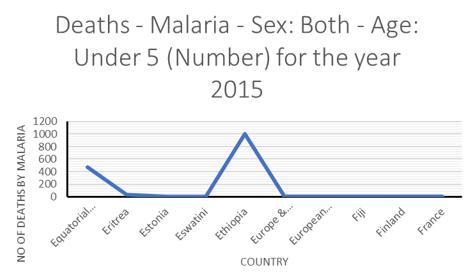 Deaths - Malaria - Sex: Both - Age:
Under 5 (Number) for the year
2015
NO OF DEATHS BY MALARIA
1200
1000
800
600
400
200
0
Equatorial...
Eritrea
Estonia
Eswatini
Ethiopia
Europe &...
European...
Fiji
Finland
France
COUNTRY